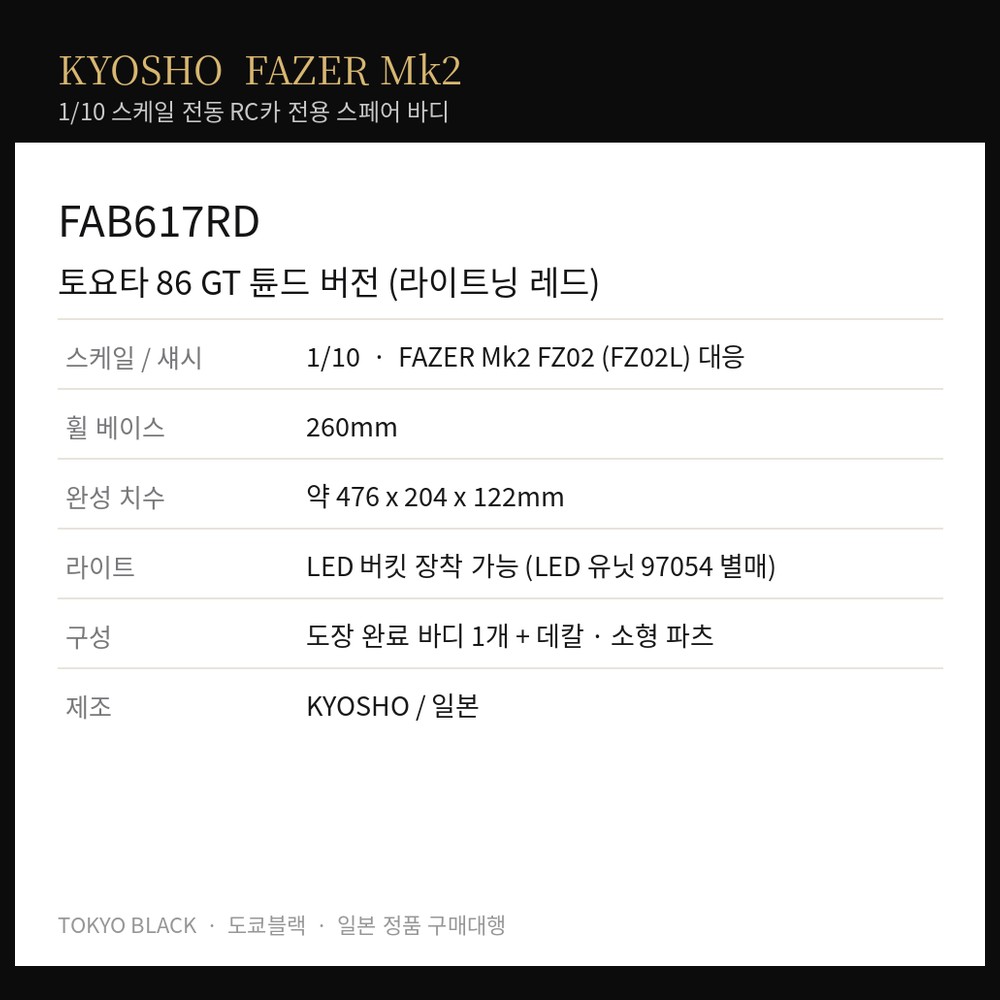 KYOSHO FAZER Mk2
1/10 스케일 전동 RC카 전용 스페어 바디
FAB617RD
토요타 86 GT 튠드 버전 (라이트닝 레드)
스케일 / 섀시 1/10 · FAZER Mk2 FZ02 (FZ02L) 대응
휠 베이스 260mm
완성 치수 약 476 x 204 x 122mm
라이트 LED 버킷 장착 가능 (LED 유닛 97054 별매)
구성 도장 완료 바디 1개 + 데칼 · 소형 파츠
제조 KYOSHO / 일본
TOKYO BLACK · 도쿄블랙 · 일본 정품 구매대행